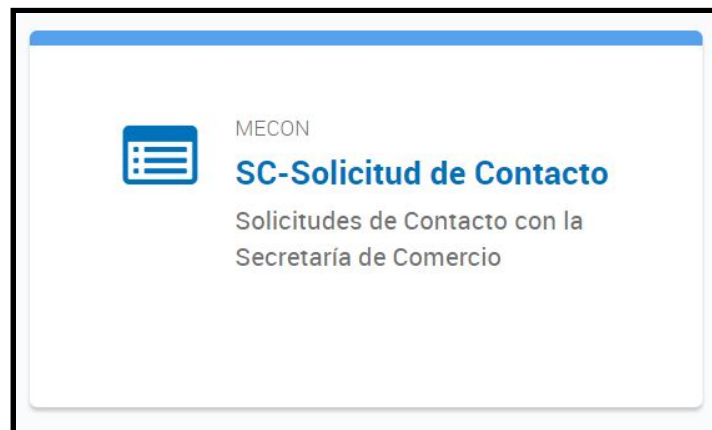 MECON
SC-Solicitud de Contacto
Solicitudes de Contacto con la
Secretaría de Comercio